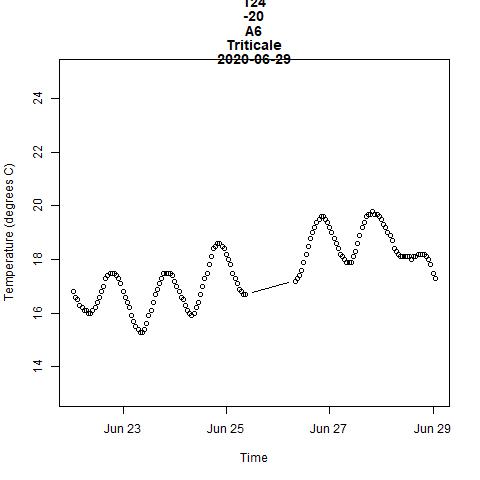 T24
-20
A6
Triticale
2020-06-29
24
22
20
18
16
14
Temperature (degrees C)
Jun 23
Jun 25
Jun 27
Jun 29
Time